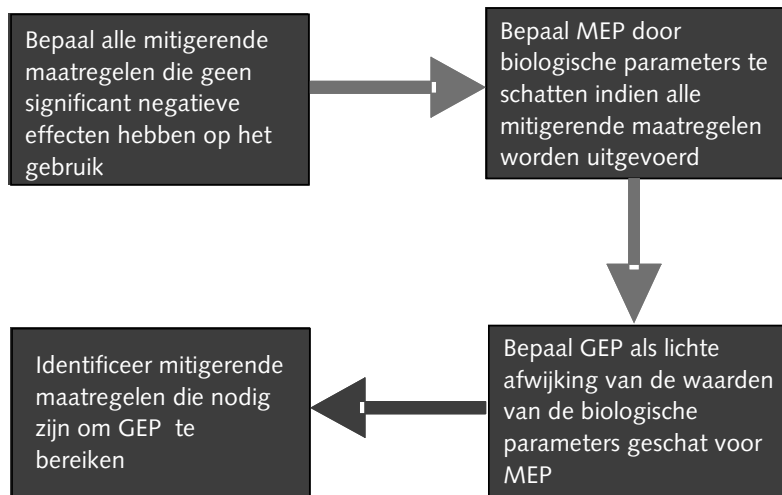 Bepaal alle mitigerende
maatregelen die geen
significant negatieve
effecten hebben op het
gebruik
Bepaal MEP door
biologische parameters te
schatten indien alle
mitigerende maatregelen
worden uitgevoerd
Bepaal GEP als lichte
afwijking van de waarden
van de biologische
parameters geschat voor
MEP
Identificeer mitigerende
maatregelen die nodig
zijn om GEP te
bereiken